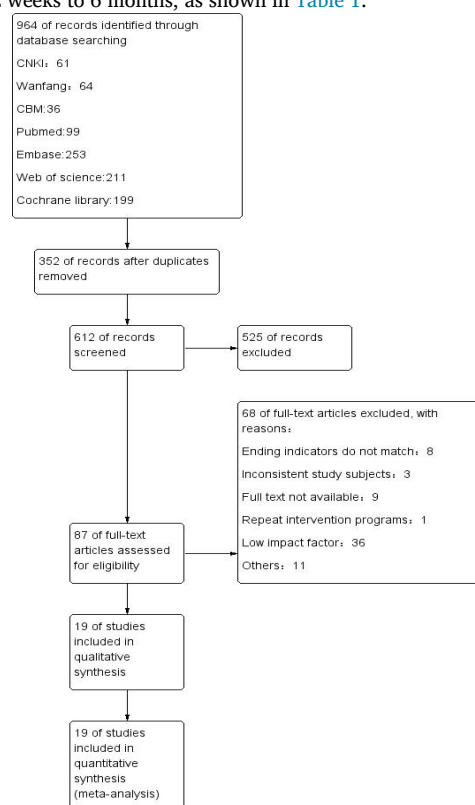 weeks to 6 months, as shown in Table 1.
964 of records identified through
database searching
CNKI：61
Wanfang：64
CBM:36
Pubmed:99
Embase:253
Web of science:211
Cochrane library:199
352 of records after duplicates
removed
612 of records
screened
525 of records
excluded
68 of full-text articles excluded, with
reasons：
Ending indicators do not match：8
Inconsistent study subjects：3
Full text not available：9
Repeat intervention programs：1
Low impact factor：36
Others：11
87 of full-text
articles assessed
for eligibility
19 of studies
included in
qualitative
synthesis
19 of studies
included in
quantitative
synthesis
(meta-analysis)